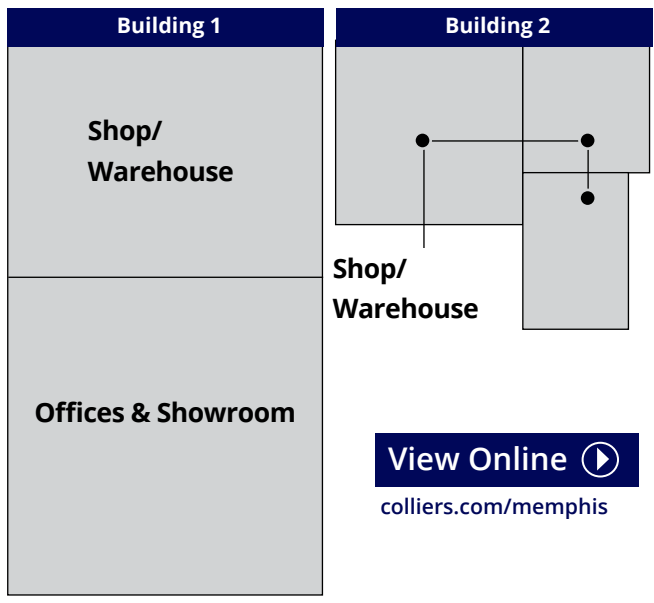 Building 1
Building 2
Shop/
Warehouse
Shop/
Warehouse
Offices & Showroom
View Online
colliers.com/memphis